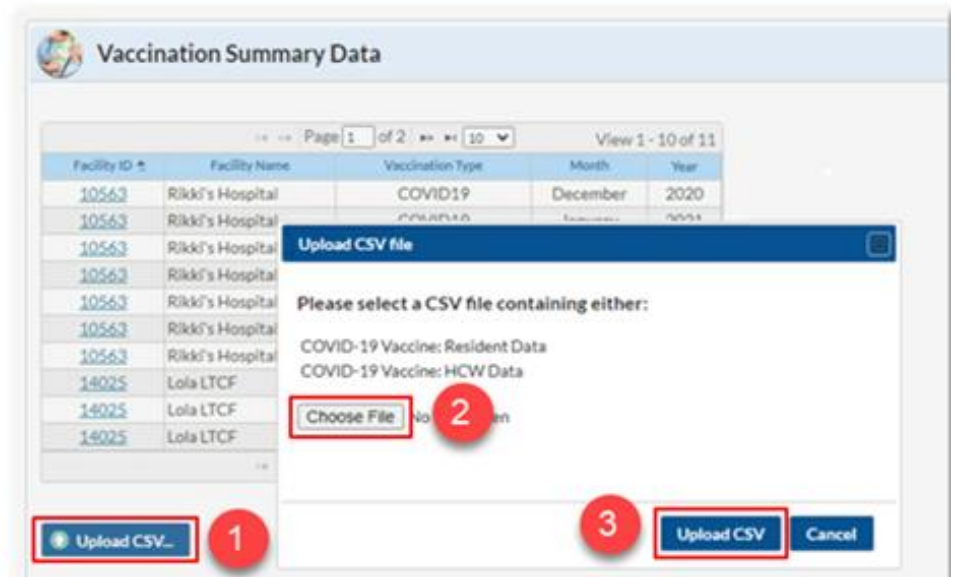 Vaccination Summary Data
Page 1 of 2 10 View 1 - 10 of 11
Facility ID Facility Name Vaccination Type Month Year
10563 Rikki's Hospital COVID19 December 2020
10563 Rikki's Hospital COVID19 January 2021
10563 Rikki's Hospital
10563 Rikki's Hospital
10563 Rikki's Hospital
10563 Rikki's Hospital
10563 Rikki's Hospital
14025 Lola LTCF
14025 Lola LTCF
14025 Lola LTCF
Upload CSV file
Please select a CSV file containing either:
COVID-19 Vaccine: Resident Data
COVID-19 Vaccine: HCW Data
Choose File No 2
3
Upload CSV Cancel
Upload CSV... 1